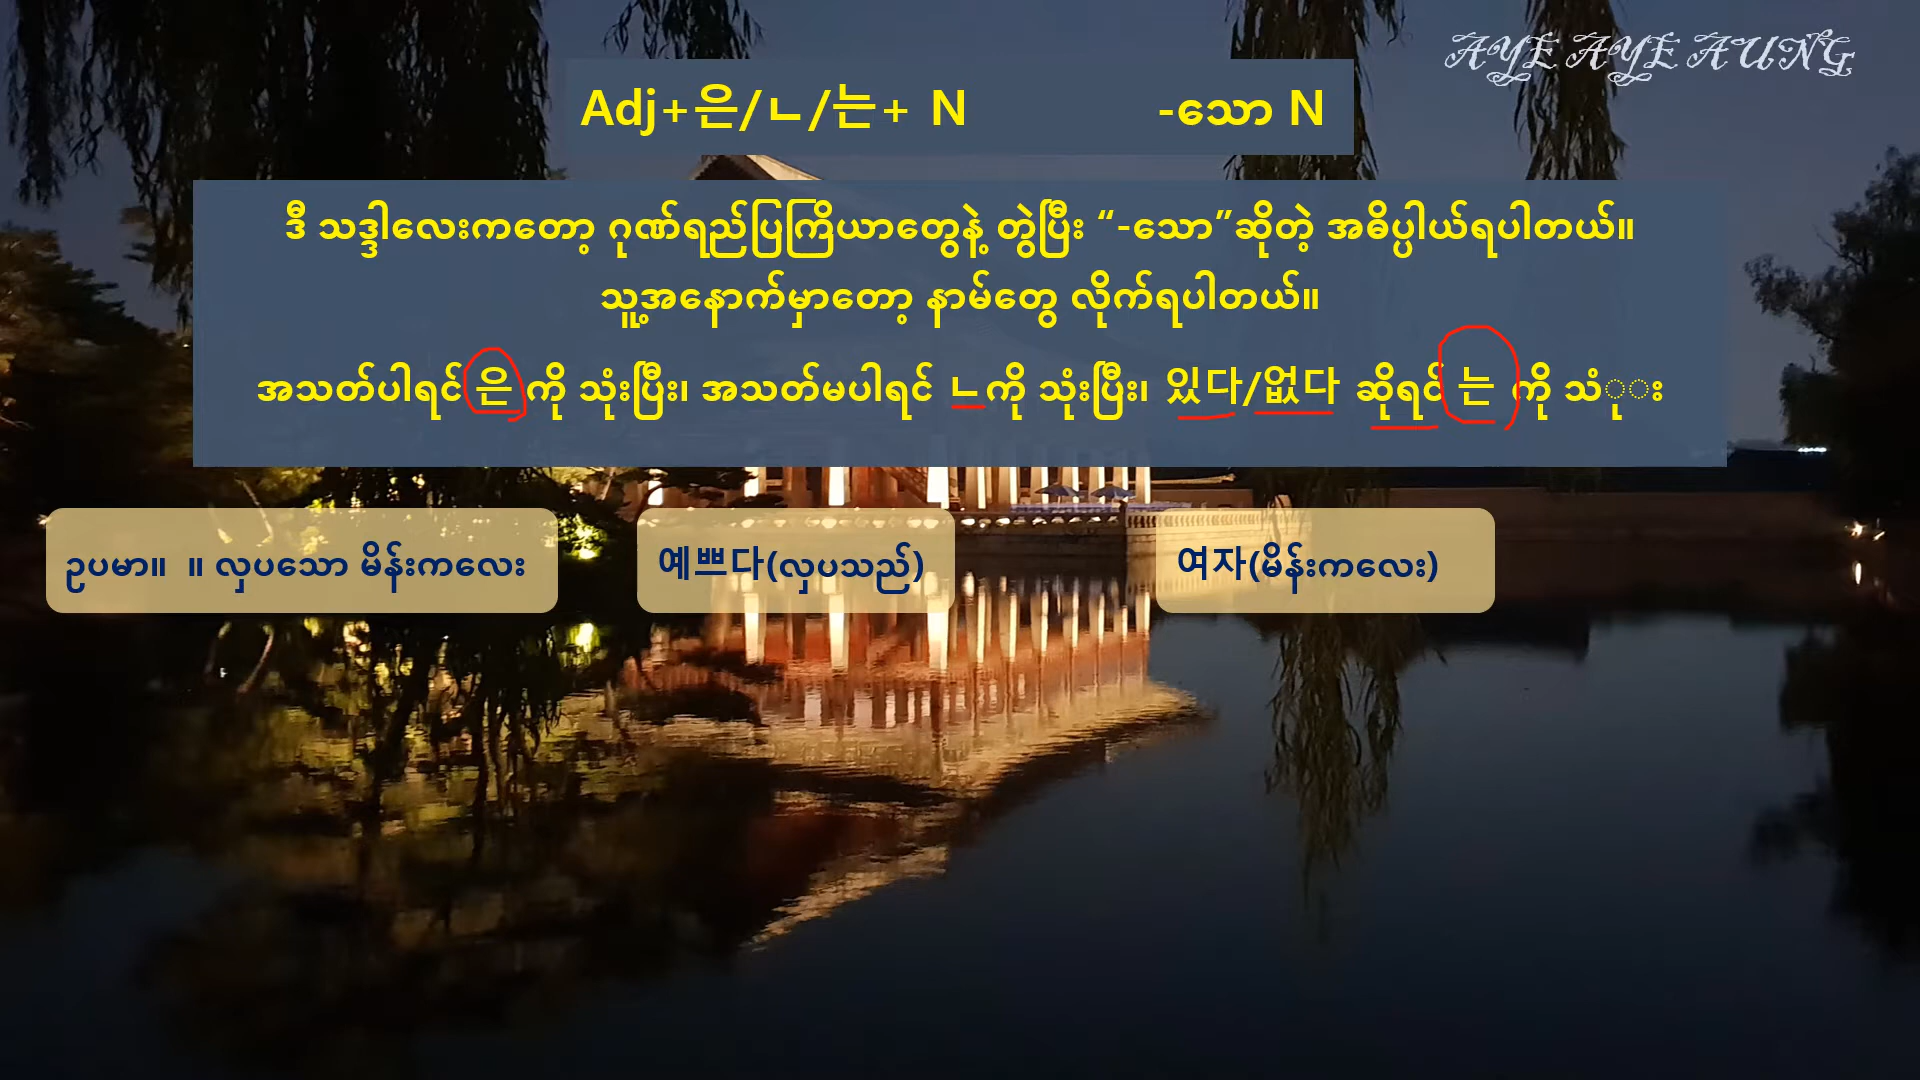 AYE AYE AUNG
Adj+은/ㄴ/는+ N -သော N
ဒီ သဒ္ဒါလေးကတော့ ဂုဏ်ရည်ပြကြိယာတွေနဲ့ တွဲပြီး “-သော”ဆိုတဲ့ အဓိပ္ပါယ်ရပါတယ်။
သူ့အနောက်မှာတော့ နာမ်တွေ လိုက်ရပါတယ်။
အသတ်ပါရင် 은 ကို သုံးပြီး၊ အသတ်မပါရင် ㄴကို သုံးပြီး၊ 있다/없다 ဆိုရင် 는 ကို သံုး
ဥပမာ။ ။ လှပသော မိန်းကလေး
예쁘다(လှပသည်)
여자(မိန်းကလေး)